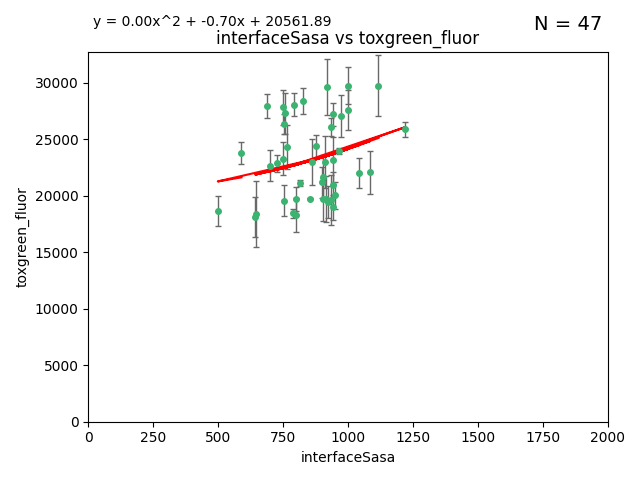 y = 0.00x^2 + -0.70x + 20561.89
N = 47
interfaceSasa vs toxgreen_fluor
30000
25000
20000
15000
10000
5000
0
toxgreen_fluor
0 250 500 750 1000 1250 1500 1750 2000
interfaceSasa